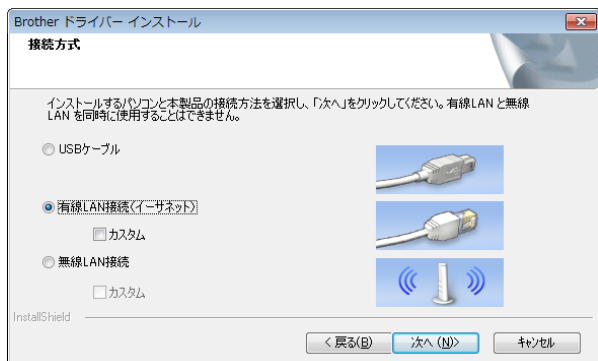 Brother ドライバー インストール
接続方式
インストールするパソコンと本製品の接続方法を選択し、「次へ」をクリックしてください。有線LAN と無線
LAN を同時に使用することはできません。
USBケーブル
有線LAN接続(イーサネット)
カスタム
無線LAN接続
カスタム
InstallShield
< 戻る(B)
次へ (N)>
キャンセル